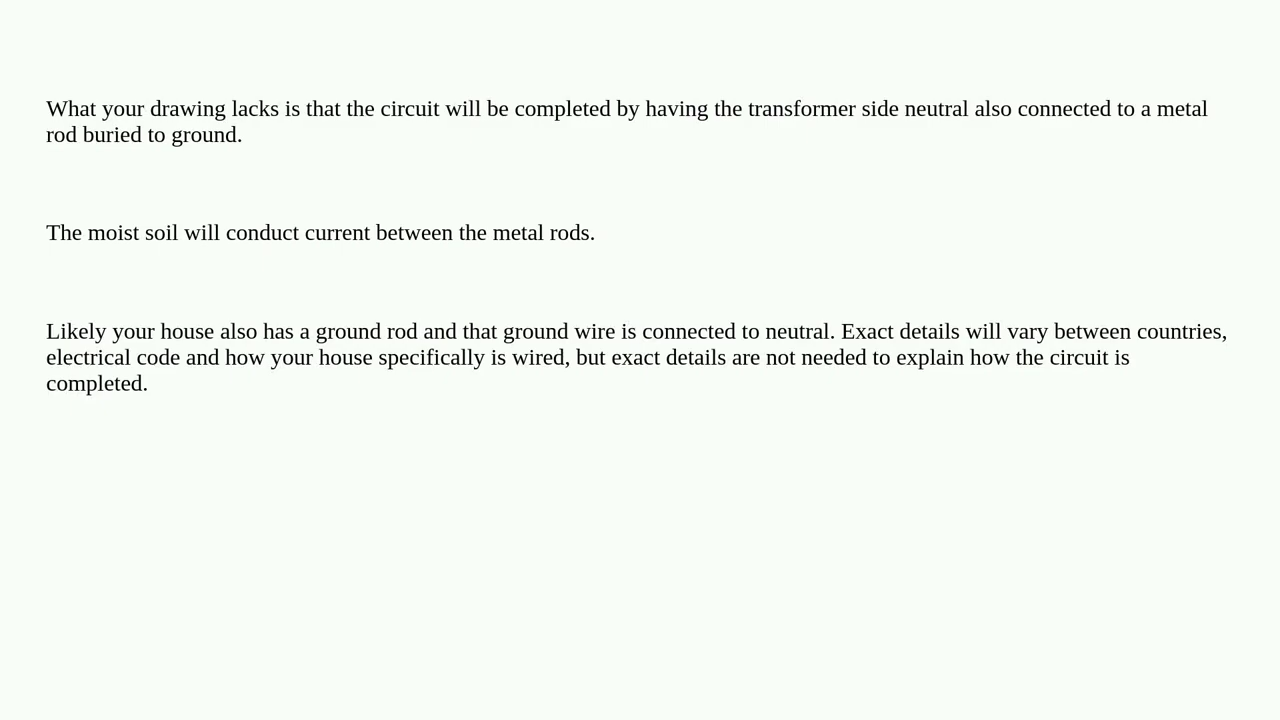 What your drawing lacks is that the circuit will be completed by having the transformer side neutral also connected to a metal
rod buried to ground.
The moist soil will conduct current between the metal rods.
Likely your house also has a ground rod and that ground wire is connected to neutral. Exact details will vary between countries,
electrical code and how your house specifically is wired, but exact details are not needed to explain how the circuit is
completed.